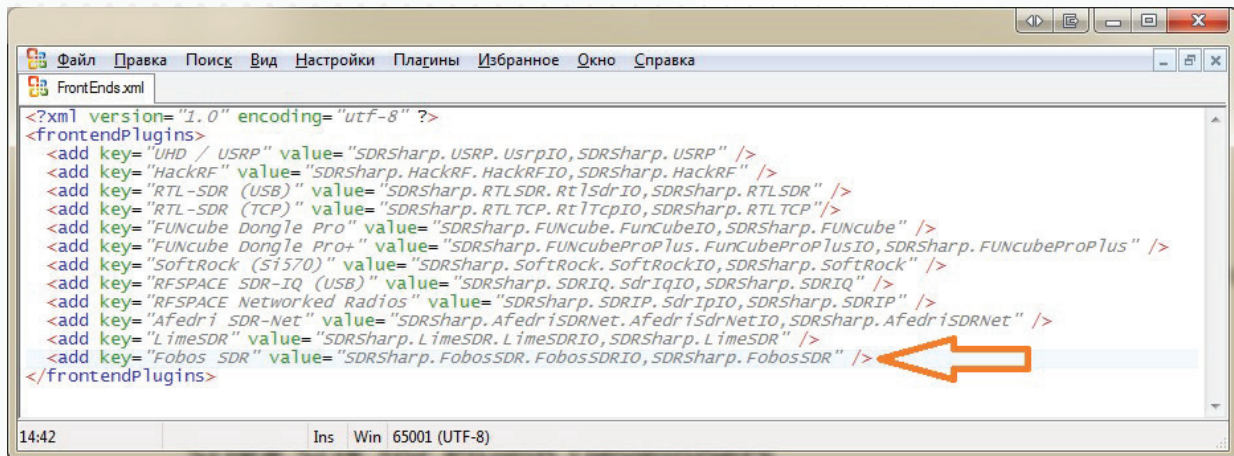 Файл Правка Поиск Вид Настройки Плагины Избранное Окно Справка
FrontEnds.xml
<?xml version="1.0" encoding="utf-8" ?>
<frontendPlugins>
<add key="UHD / USRP" value="SDRSharp.USRP.UsrpIO,SDRSharp.USRP" />
<add key="HackRF" value="SDRSharp.HackRF.HackRFIO,SDRSharp.HackRF" />
<add key="RTL-SDR (USB)" value="SDRSharp.RTLSDR.RtlSdrIO,SDRSharp.RTLSDR" />
<add key="RTL-SDR (TCP)" value="SDRSharp.RTLTCP.RtlTcpIO,SDRSharp.RTLTCP"/>
<add key="FUNcube Dongle Pro" value="SDRSharp.FUNcube.FunCubeIO,SDRSharp.FUNcube" />
<add key="FUNcube Dongle Pro+" value="SDRSharp.FUNcubeProPlus.FunCubeProPlusIO,SDRSharp.FUNcubeProPlus" />
<add key="SoftRock (Si570)" value="SDRSharp.SoftRock.SoftRockIO,SDRSharp.SoftRock" />
<add key="RFSPACE SDR-IQ (USB)" value="SDRSharp.SDRIQ.SdrIqIO,SDRSharp.SDRIQ" />
<add key="RFSPACE Networked Radios" value="SDRSharp.SDRIP.SdrIpIO,SDRSharp.SDRIP" />
<add key="Afedri SDR-Net" value="SDRSharp.AfedriSDRNet.AfedriSdrNetIO,SDRSharp.AfedriSDRNet" />
<add key="LimeSDR" value="SDRSharp.LimeSDR.LimeSDRIO,SDRSharp.LimeSDR" />
<add key="Fobos SDR" value="SDRSharp.FobosSDR.FobosSDRIO,SDRSharp.FobosSDR" />
</frontendPlugins>
14:42 Ins Win 65001 (UTF-8)